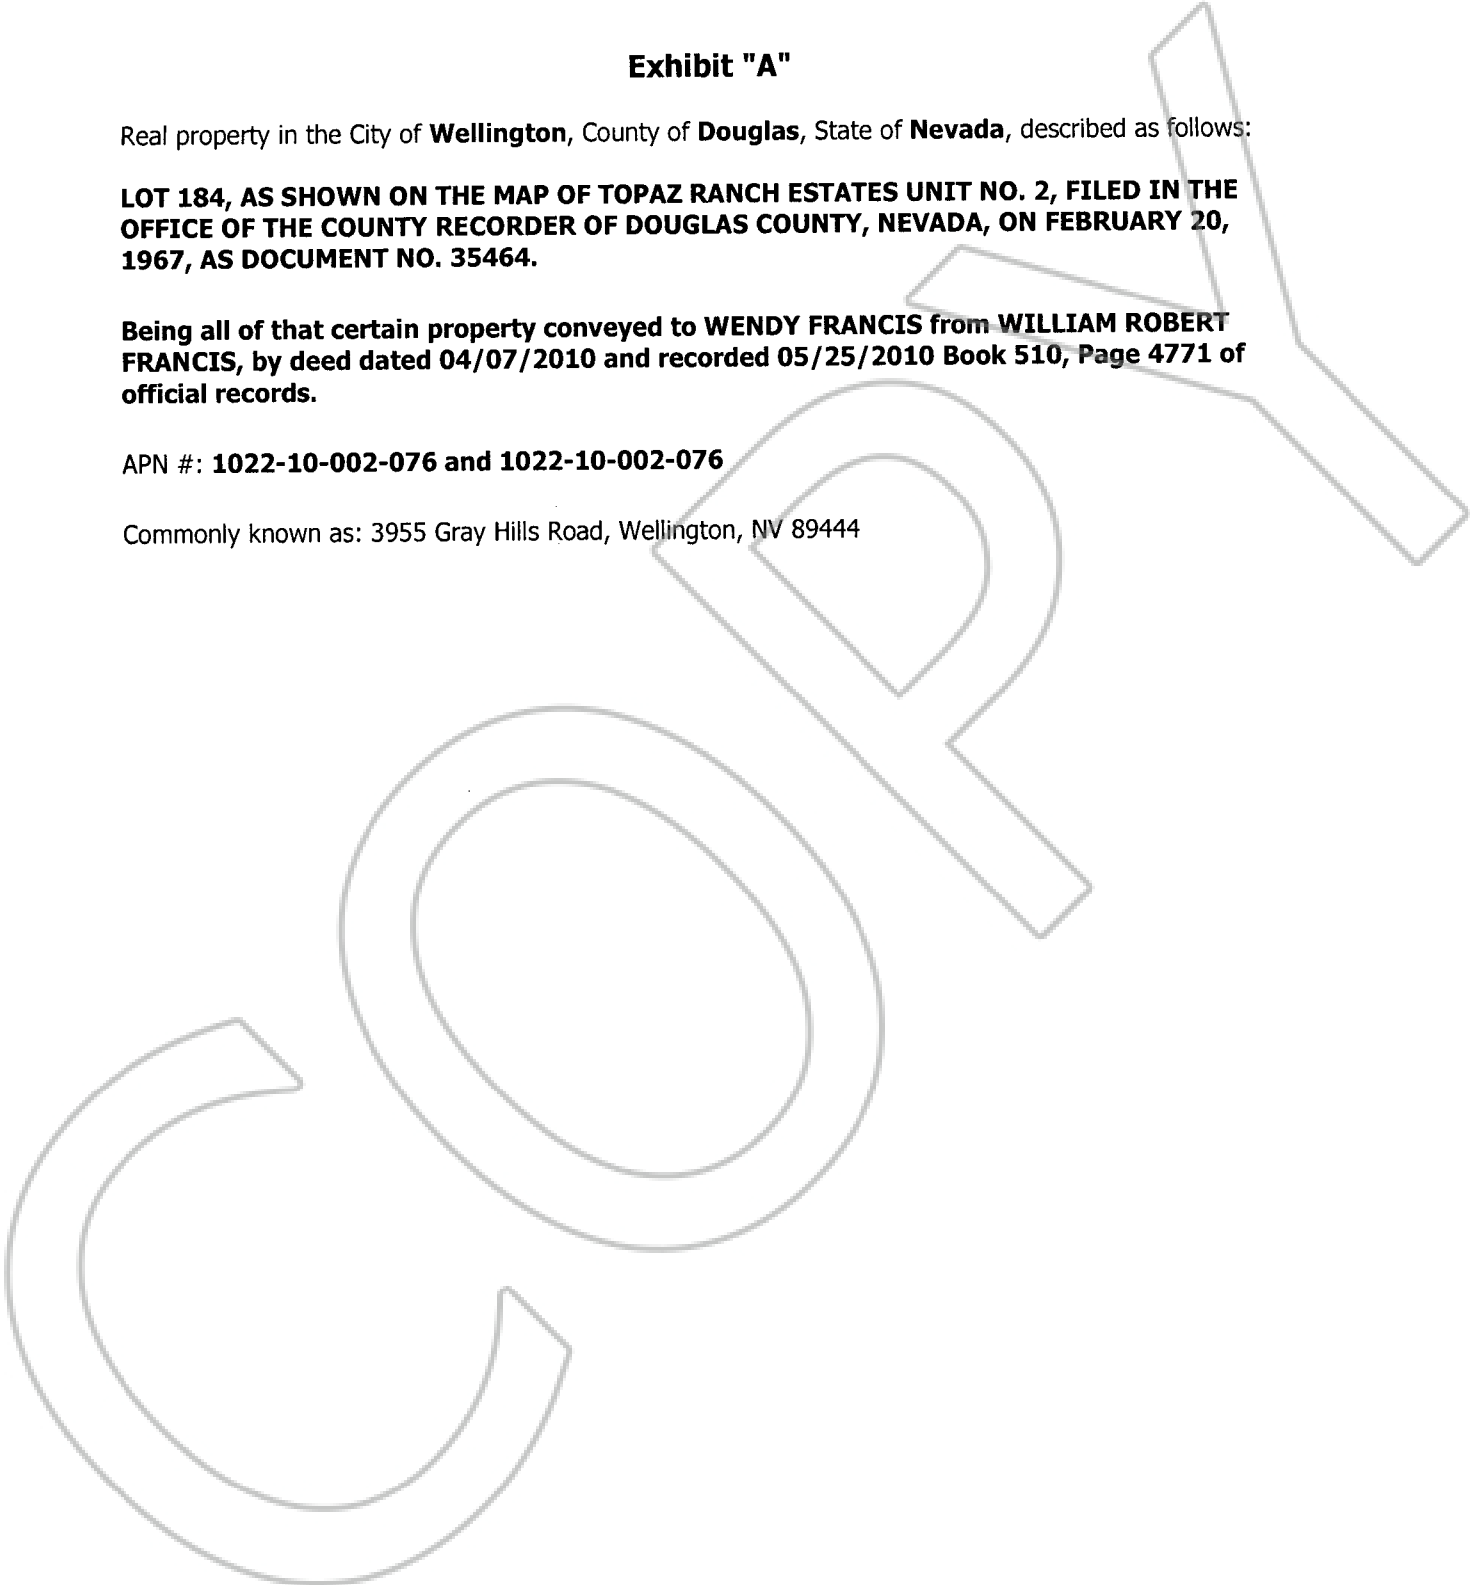 Exhibit "A"
Real property in the City of Wellington, County of Douglas, State of Nevada, described as follows:
LOT 184, AS SHOWN ON THE MAP OF TOPAZ RANCH ESTATES UNIT NO. 2, FILED IN THE
OFFICE OF THE COUNTY RECORDER OF DOUGLAS COUNTY, NEVADA, ON FEBRUARY 20,
1967, AS DOCUMENT NO. 35464.
Being all of that certain property conveyed to WENDY FRANCIS from WILLIAM ROBERT
FRANCIS, by deed dated 04/07/2010 and recorded 05/25/2010 Book 510, Page 4771 of
official records.
APN #: 1022-10-002-076 and 1022-10-002-076
Commonly known as: 3955 Gray Hills Road, Wellington, NV 89444
COPY